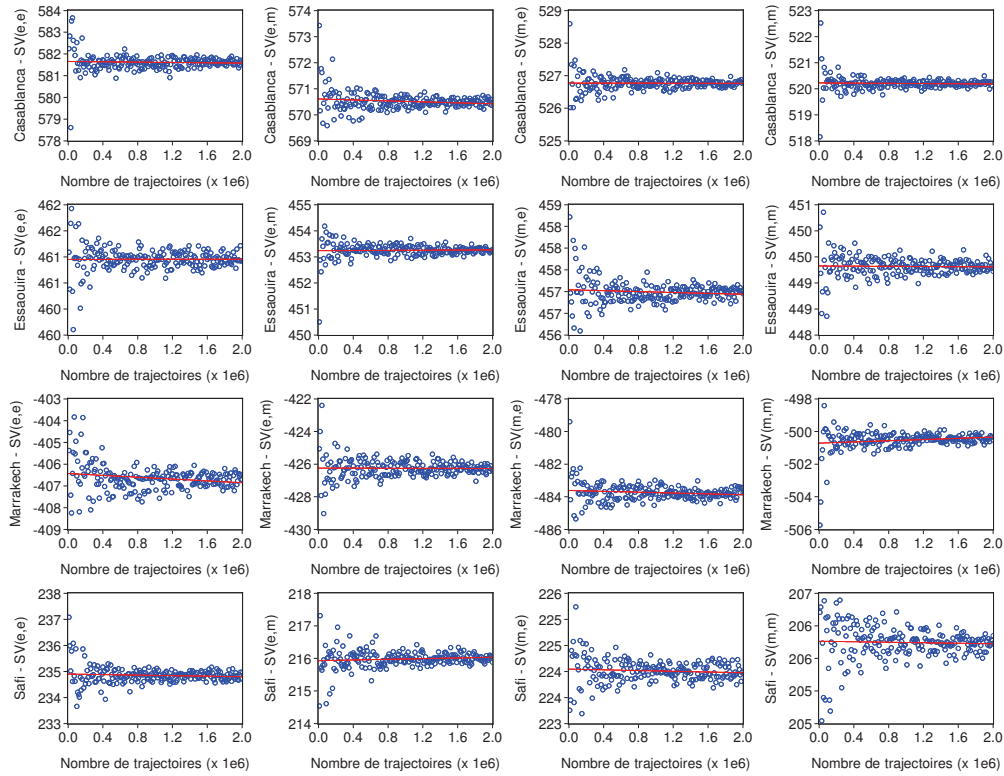 Casablanca - SV(e,e)
584
583
582
581
580
579
578
0.0 0.4 0.8 1.2 1.6 2.0
Nombre de trajectoires (x 1e6)
Casablanca - SV(e,m)
574
573
572
571
570
569
0.0 0.4 0.8 1.2 1.6 2.0
Nombre de trajectoires (x 1e6)
Casablanca - SV(m,e)
529
528
527
526
525
0.0 0.4 0.8 1.2 1.6 2.0
Nombre de trajectoires (x 1e6)
Casablanca - SV(m,m)
523
522
521
520
519
518
0.0 0.4 0.8 1.2 1.6 2.0
Nombre de trajectoires (x 1e6)
Essaouira - SV(e,e)
462
462
461
461
460
460
0.0 0.4 0.8 1.2 1.6 2.0
Nombre de trajectoires (x 1e6)
Essaouira - SV(e,m)
455
454
453
452
451
450
0.0 0.4 0.8 1.2 1.6 2.0
Nombre de trajectoires (x 1e6)
Essaouira - SV(m,e)
459
458
458
457
456
0.0 0.4 0.8 1.2 1.6 2.0
Nombre de trajectoires (x 1e6)
Essaouira - SV(m,m)
451
450
450
449
448
0.0 0.4 0.8 1.2 1.6 2.0
Nombre de trajectoires (x 1e6)
Marrakech - SV(e,e)
-403
-404
-405
-406
-407
-408
-409
0.0 0.4 0.8 1.2 1.6 2.0
Nombre de trajectoires (x 1e6)
Marrakech - SV(e,m)
-422
-424
-426
-428
-430
0.0 0.4 0.8 1.2 1.6 2.0
Nombre de trajectoires (x 1e6)
Marrakech - SV(m,e)
-478
-480
-482
-484
-486
0.0 0.4 0.8 1.2 1.6 2.0
Nombre de trajectoires (x 1e6)
Marrakech - SV(m,m)
-498
-500
-502
-504
-506
0.0 0.4 0.8 1.2 1.6 2.0
Nombre de trajectoires (x 1e6)
Safi - SV(e,e)
238
237
236
235
234
233
0.0 0.4 0.8 1.2 1.6 2.0
Nombre de trajectoires (x 1e6)
Safi - SV(e,m)
218
217
216
215
214
0.0 0.4 0.8 1.2 1.6 2.0
Nombre de trajectoires (x 1e6)
Safi - SV(m,e)
226
225
224
223
223
0.0 0.4 0.8 1.2 1.6 2.0
Nombre de trajectoires (x 1e6)
Safi - SV(m,m)
207
206
206
205
205
0.0 0.4 0.8 1.2 1.6 2.0
Nombre de trajectoires (x 1e6)